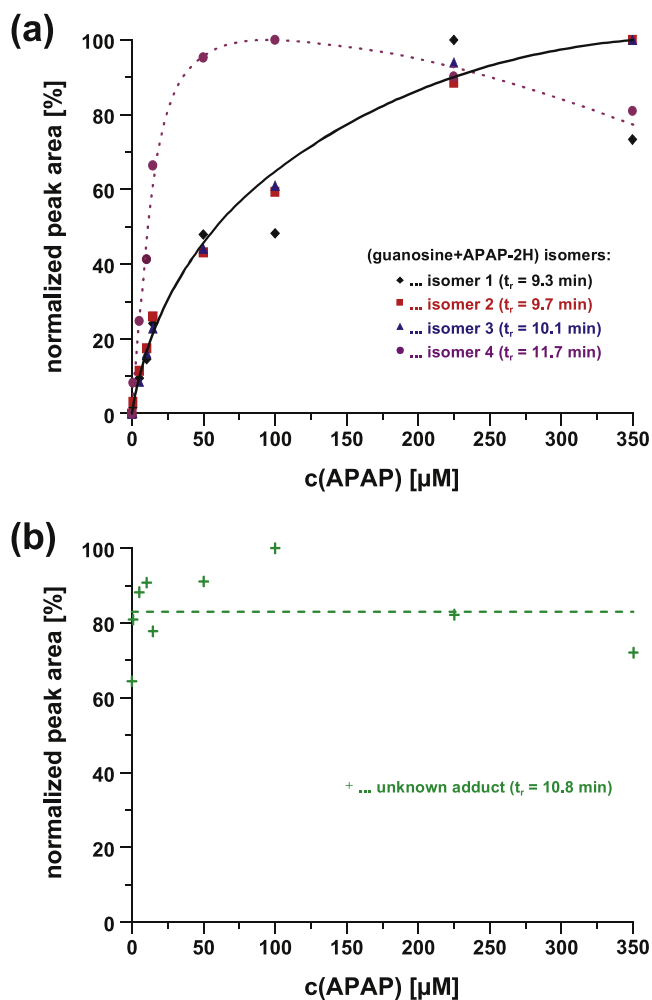 (a)
normalized peak area [%]
100
80
60
40
20
0
(guanosine+APAP-2H) isomers:
... isomer 1 (tr = 9.3 min)
... isomer 2 (tr = 9.7 min)
... isomer 3 (tr = 10.1 min)
... isomer 4 (tr = 11.7 min)
0 50 100 150 200 250 300 350
c(APAP) [µM]
(b)
normalized peak area [%]
100
80
60
40
20
0
+ ... unknown adduct (tr = 10.8 min)
0 50 100 150 200 250 300 350
c(APAP) [µM]